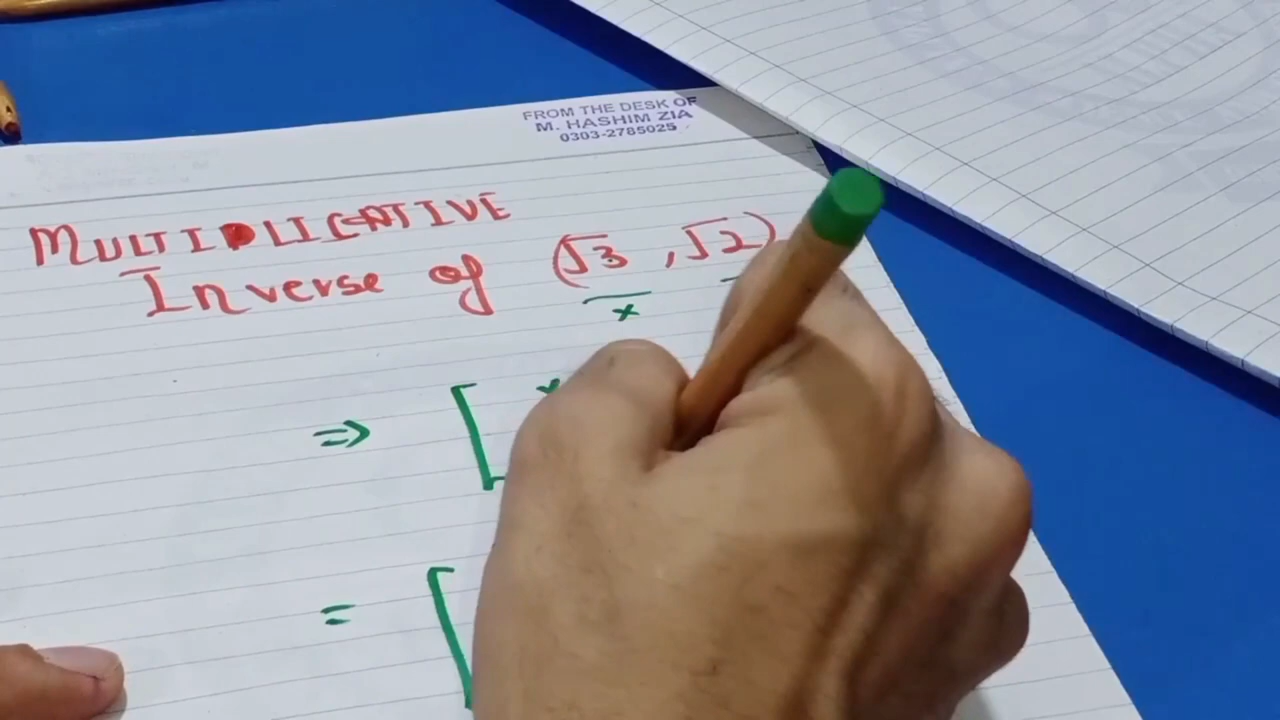 FROM THE DESK OF
M. HASHIM ZIA
0303-2785025
MULTIPLICATIVE
Inverse of (√3 , √2)
x
⇒ [ x
= [